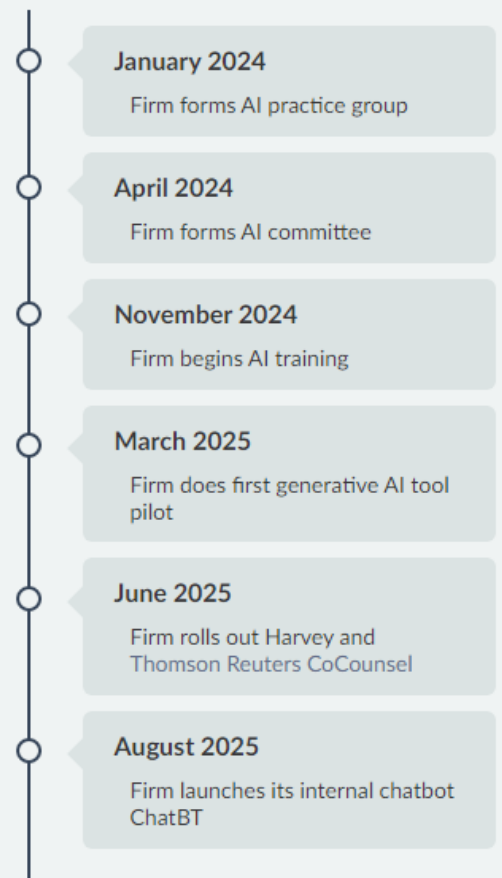 January 2024
Firm forms AI practice group
April 2024
Firm forms AI committee
November 2024
Firm begins AI training
March 2025
Firm does first generative AI tool
pilot
June 2025
Firm rolls out Harvey and
Thomson Reuters CoCounsel
August 2025
Firm launches its internal chatbot
ChatBT